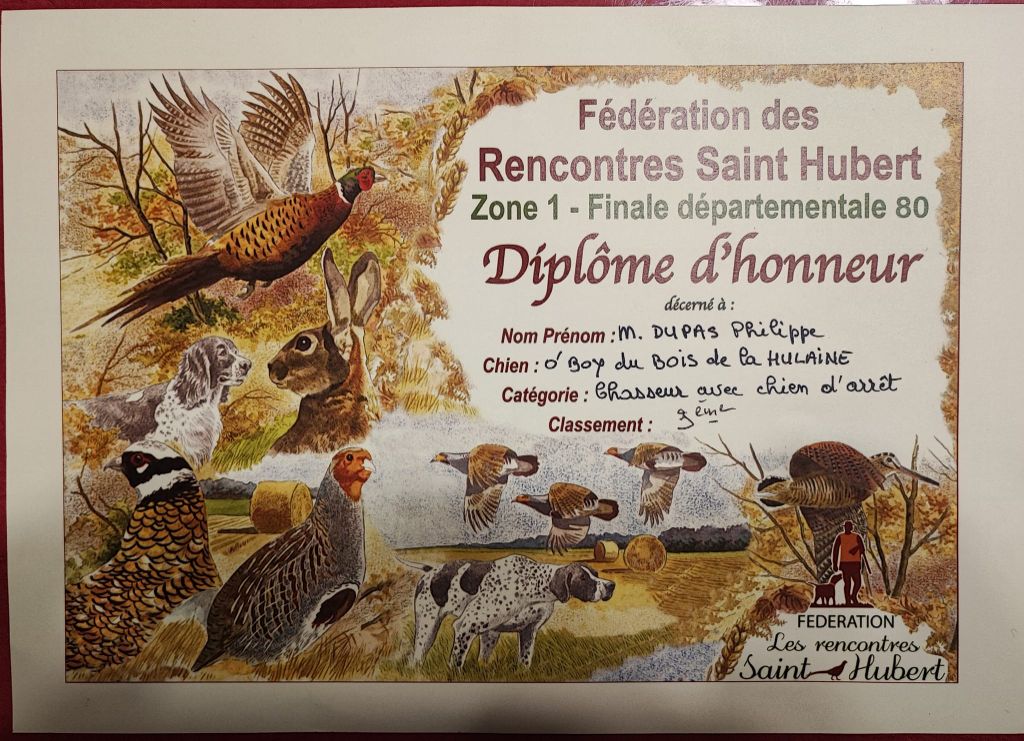 Fédération des
Rencontres Saint Hubert
Zone 1 - Finale départementale 80
Diplôme d'honneur
décerné à :
Nom Prénom : M. DUPAS Philippe
Chien : O'Boy du Bois de la HULAINE
Catégorie : Chasseur avec chien d'arrêt
Classement : 3ème
FEDERATION
Les rencontres
Saint Hubert